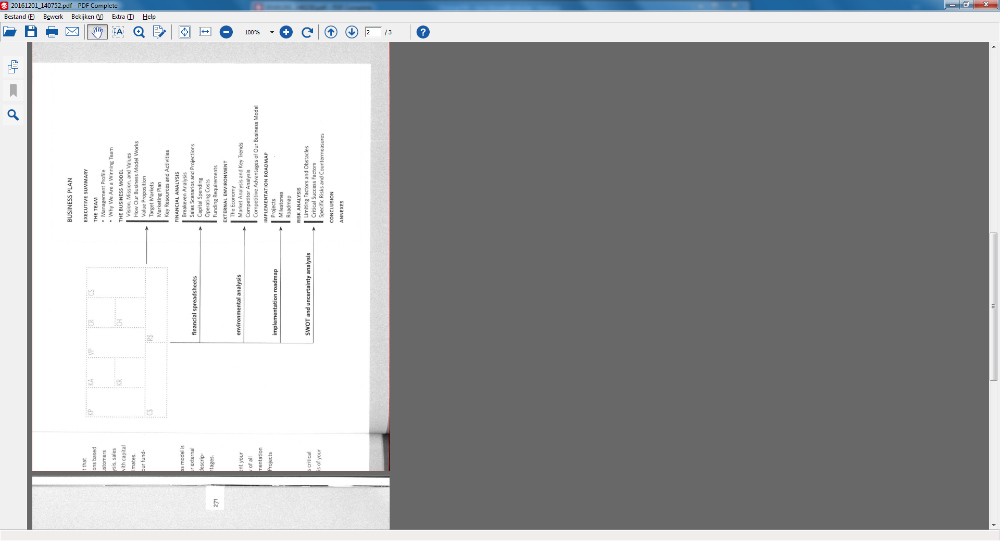 20161201_140752.pdf - PDF Complete
Bestand (F) Bewerk Bekijken (V) Extra (T) Help
100% 2 / 3
BUSINESS PLAN
EXECUTIVE SUMMARY
THE TEAM
• Management Profile
• Why We Are a Winning Team
THE BUSINESS MODEL
Vision, Mission, and Values
How Our Business Model Works
Value Proposition
Target Markets
Marketing Plan
Key Resources and Activities
FINANCIAL ANALYSIS
Breakeven Analysis
Sales Scenarios and Projections
Capital Spending
Operating Costs
Funding Requirements
EXTERNAL ENVIRONMENT
The Economy
Market Analysis and Key Trends
Competitor Analysis
Competitive Advantages of Our Business Model
IMPLEMENTATION ROADMAP
Projects
Milestones
Roadmap
RISK ANALYSIS
Limiting Factors and Obstacles
Critical Success Factors
Specific Risks and Countermeasures
CONCLUSION
ANNEXES
KP KA VP CR CS
KR CH
C$ R$
financial spreadsheets
environmental analysis
implementation roadmap
SWOT and uncertainty analysis
t that
ons based
ustomers
ysis, sales
with capital
imates.
our fund-
ss model is
ur external
descrip-
ntages.
ent your
y of all
mentation
Projects
s critical
is of your
271